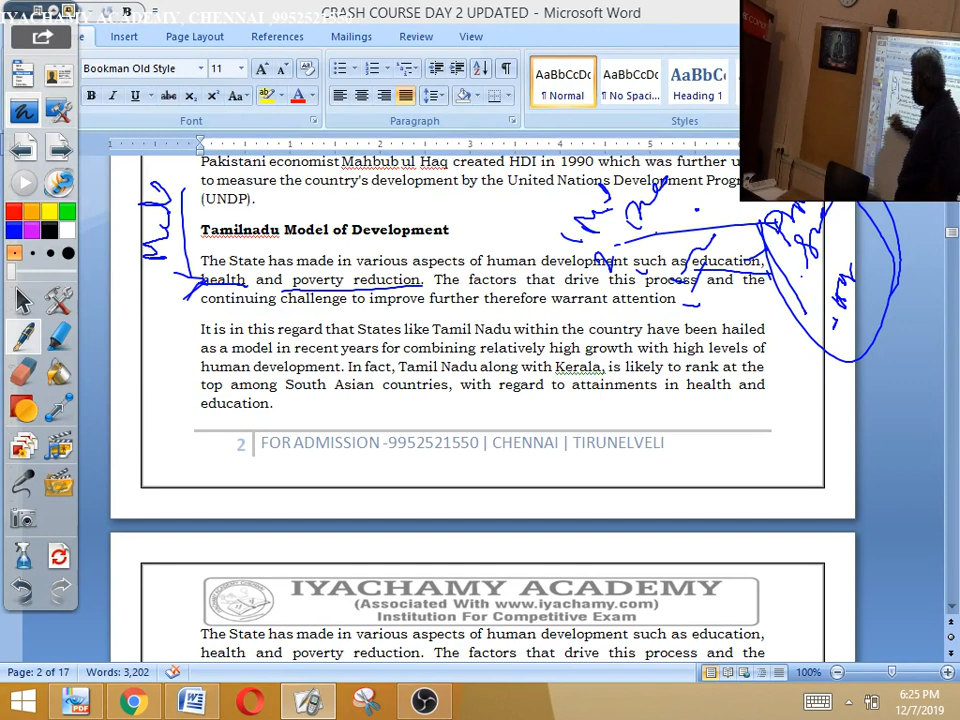 IYACHAMY ACADEMY, CHENNAI ,9952521550
CRASH COURSE DAY 2 UPDATED - Microsoft Word
Insert Page Layout References Mailings Review View
Bookman Old Style 11
AaBbCcDc AaBbCcDc AaBbC
¶ Normal ¶ No Spaci... Heading 1
Font Paragraph Styles
Pakistani economist Mahbub ul Haq created HDI in 1990 which was further u
to measure the country's development by the United Nations Development Progr
(UNDP).
Tamilnadu Model of Development
The State has made in various aspects of human development such as education,
health and poverty reduction. The factors that drive this process and the
continuing challenge to improve further therefore warrant attention
It is in this regard that States like Tamil Nadu within the country have been hailed
as a model in recent years for combining relatively high growth with high levels of
human development. In fact, Tamil Nadu along with Kerala, is likely to rank at the
top among South Asian countries, with regard to attainments in health and
education.
2 FOR ADMISSION -9952521550 | CHENNAI | TIRUNELVELI
IYACHAMY ACADEMY
(Associated With www.iyachamy.com)
Institution For Competitive Exam
The State has made in various aspects of human development such as education,
health and poverty reduction. The factors that drive this process and the
Page: 2 of 17 Words: 3,202 100%
6:25 PM
12/7/2019